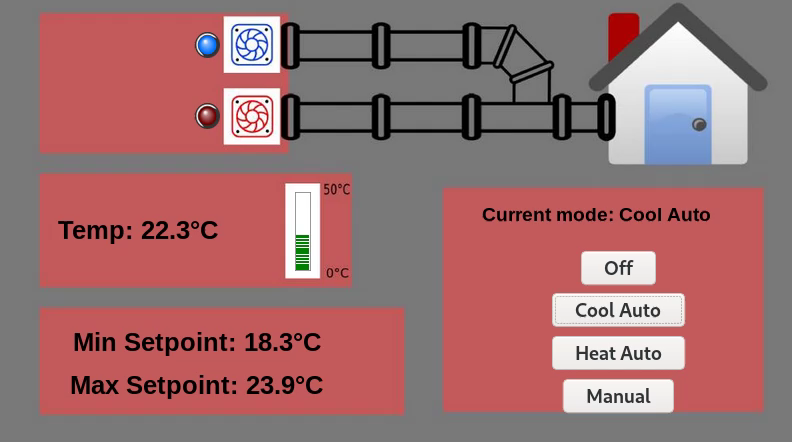 50°C
Temp: 22.3°C
0°C
Current mode: Cool Auto
Off
Cool Auto
Heat Auto
Manual
Min Setpoint: 18.3°C
Max Setpoint: 23.9°C